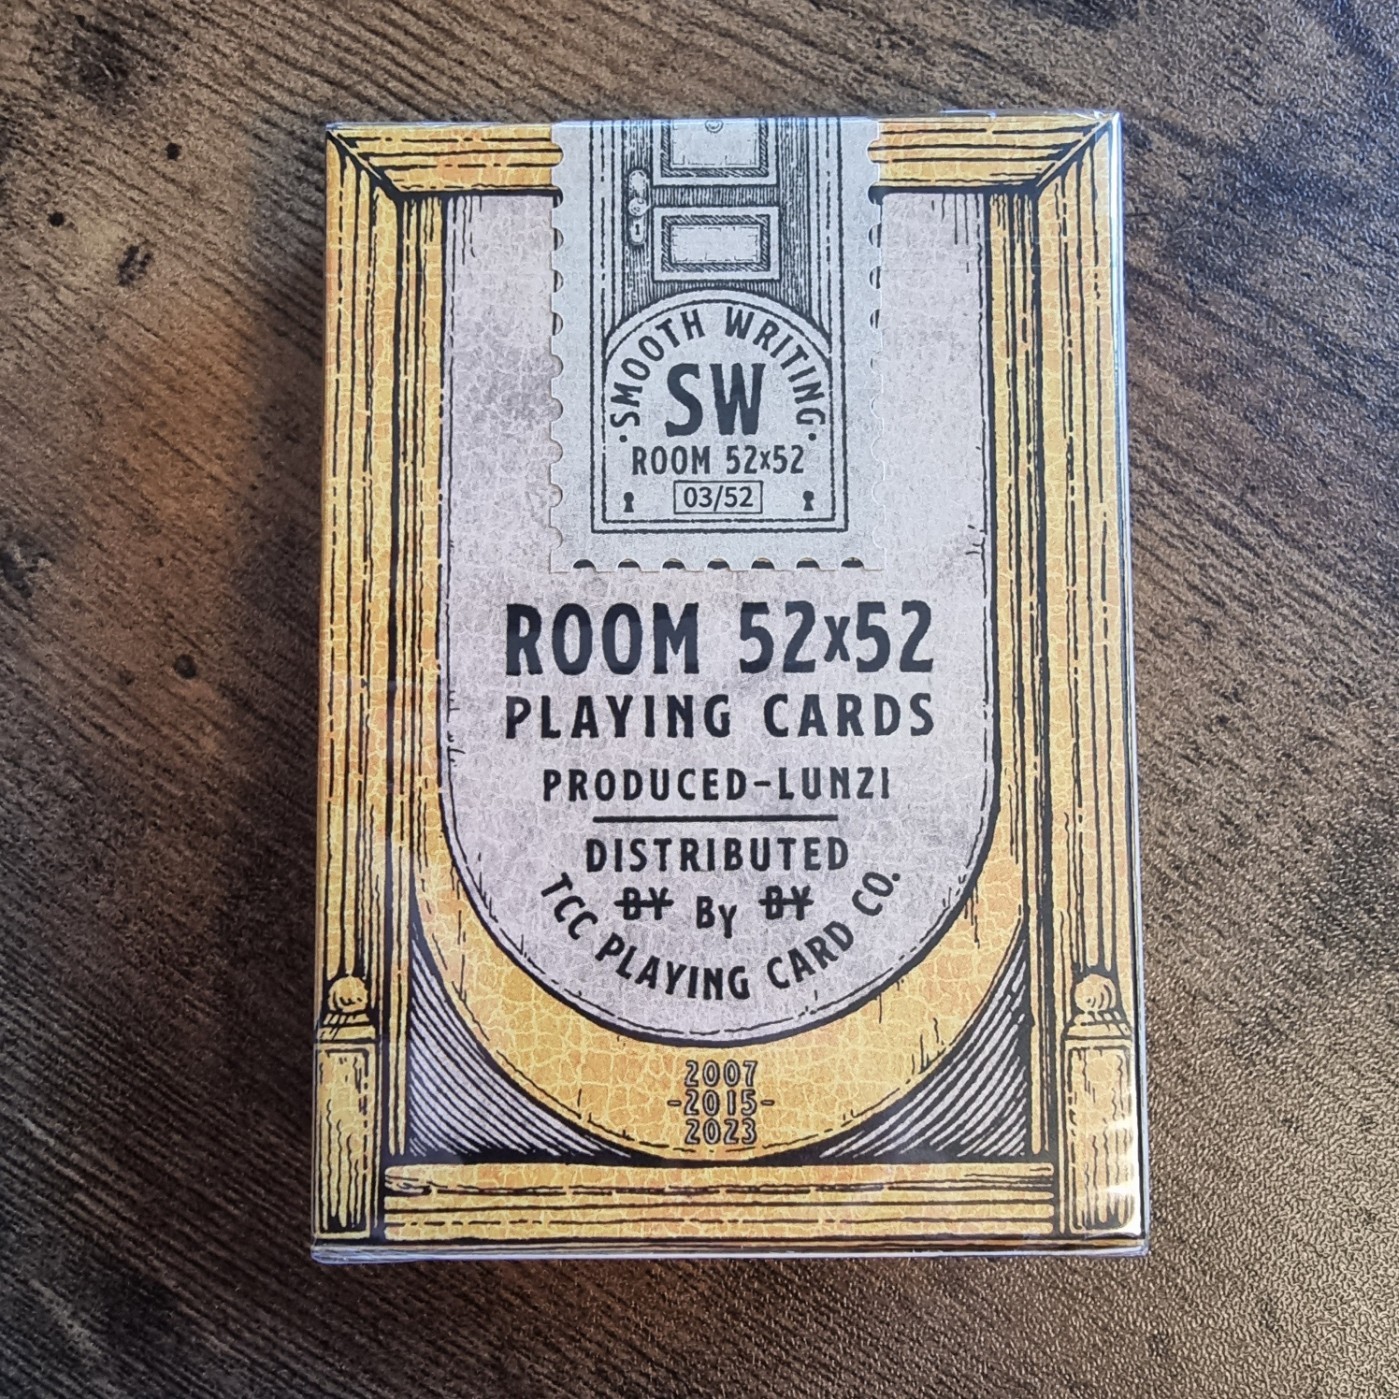 ·SMOOTH WRITING·
SW
ROOM 52x52
03/52
ROOM 52x52
PLAYING CARDS
PRODUCED-LUNZI
DISTRIBUTED
BY By BY
TCC PLAYING CARD CO.
2007
-2015-
2023